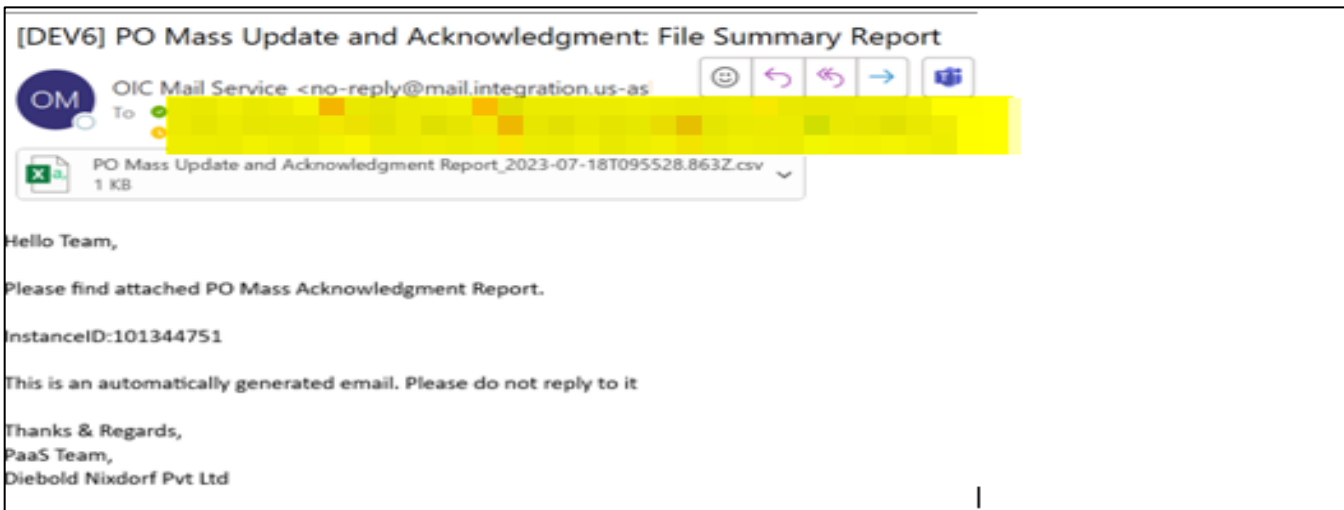 [DEV6] PO Mass Update and Acknowledgment: File Summary Report
OM
OIC Mail Service <no-reply@mail.integration.us-as
To
PO Mass Update and Acknowledgment Report_2023-07-18T095528.863Z.csv
1 KB
Hello Team,
Please find attached PO Mass Acknowledgment Report.
InstanceID:101344751
This is an automatically generated email. Please do not reply to it
Thanks & Regards,
PaaS Team,
Diebold Nixdorf Pvt Ltd